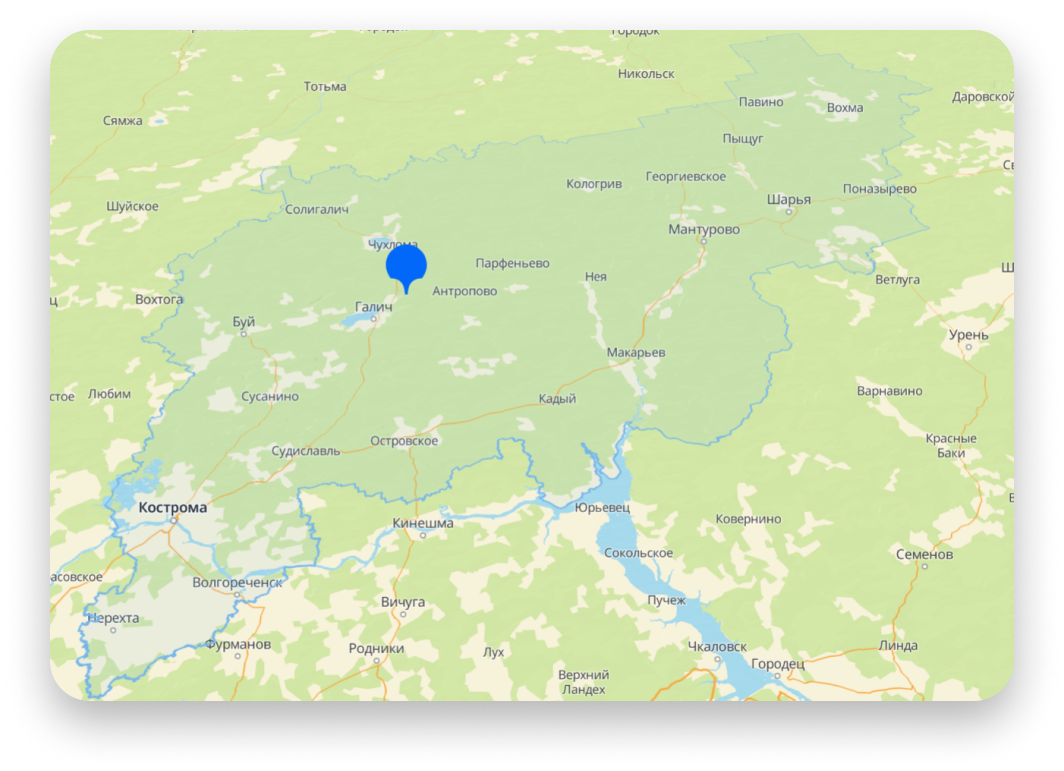 Городок
Никольск
Тотьма
Павино
Вохма
Даровской
Сямжа
Пыщуг
Георгиевское
Кологрив
Поназырево
Шарья
Шуйское
Солигалич
Мантурово
Чухлома
Парфеньево
Нея
Ветлуга
Антропово
Вохтога
Галич
Буй
Урень
Макарьев
Варнавино
Любим
Сусанино
Кадый
Островское
Красные
Баки
Судиславль
Кострома
Юрьевец
Ковернино
Кинешма
Сокольское
Семенов
Волгореченск
Пучеж
Вичуга
Нерехта
Фурманов
Родники
Лух
Чкаловск
Линда
Городец
Верхний
Ландех